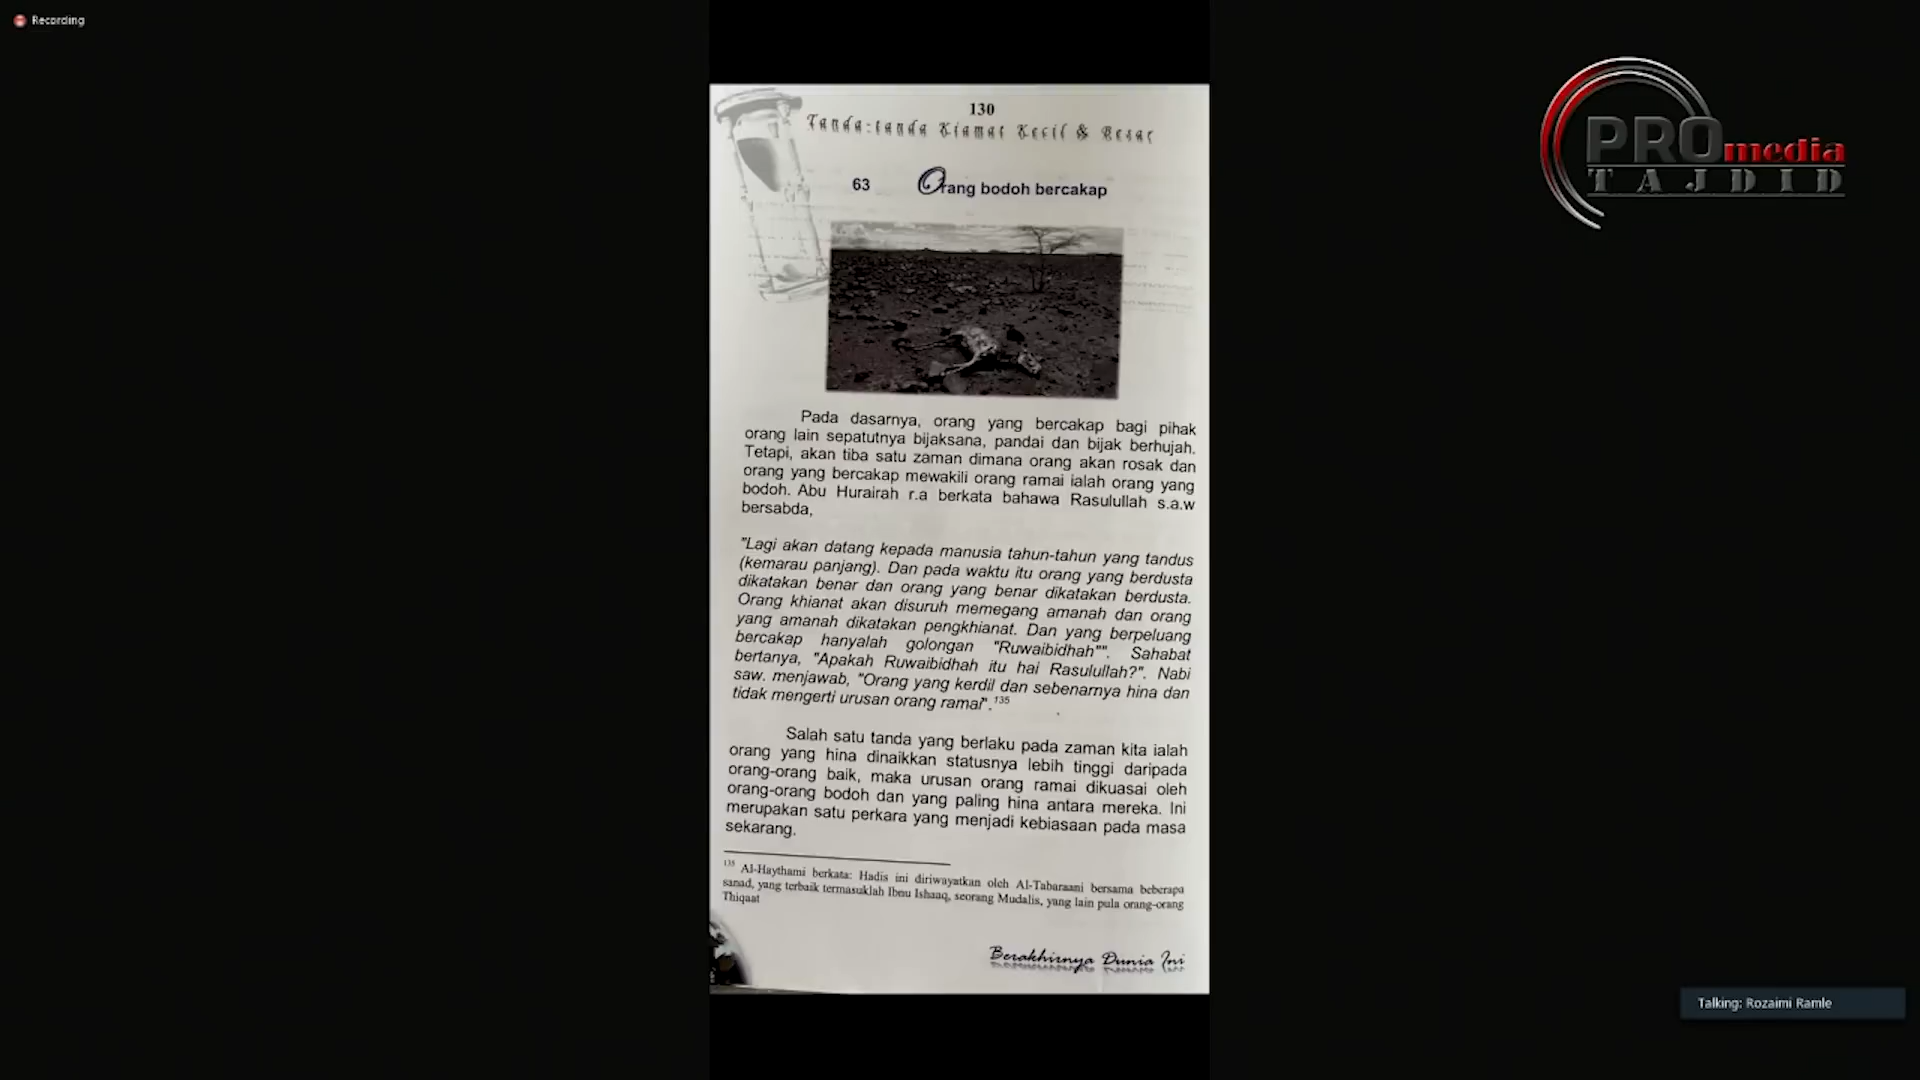 Recording
PROmedia
TAJDID
130
Tanda-tanda Kiamat Kecil & Besar
63 Orang bodoh bercakap
Pada dasarnya, orang yang bercakap bagi pihak
orang lain sepatutnya bijaksana, pandai dan bijak berhujah.
Tetapi, akan tiba satu zaman dimana orang akan rosak dan
orang yang bercakap mewakili orang ramai ialah orang yang
bodoh. Abu Hurairah r.a berkata bahawa Rasulullah s.a.w
bersabda,
"Lagi akan datang kepada manusia tahun-tahun yang tandus
(kemarau panjang). Dan pada waktu itu orang yang berdusta
dikatakan benar dan orang yang benar dikatakan berdusta.
Orang khianat akan disuruh memegang amanah dan orang
yang amanah dikatakan pengkhianat. Dan yang berpeluang
bercakap hanyalah golongan "Ruwaibidhah"". Sahabat
bertanya, "Apakah Ruwaibidhah itu hai Rasulullah?". Nabi
saw. menjawab, "Orang yang kerdil dan sebenarnya hina dan
tidak mengerti urusan orang ramai".135
Salah satu tanda yang berlaku pada zaman kita ialah
orang yang hina dinaikkan statusnya lebih tinggi daripada
orang-orang baik, maka urusan orang ramai dikuasai oleh
orang-orang bodoh dan yang paling hina antara mereka. Ini
merupakan satu perkara yang menjadi kebiasaan pada masa
sekarang.
135 Al-Haythami berkata: Hadis ini diriwayatkan oleh Al-Tabaraani bersama beberapa
sanad, yang terbaik termasuklah Ibnu Ishaaq, seorang Mudalis, yang lain pula orang-orang
Thiqaat
Berakhirnya Dunia Ini
Talking: Rozaimi Ramle